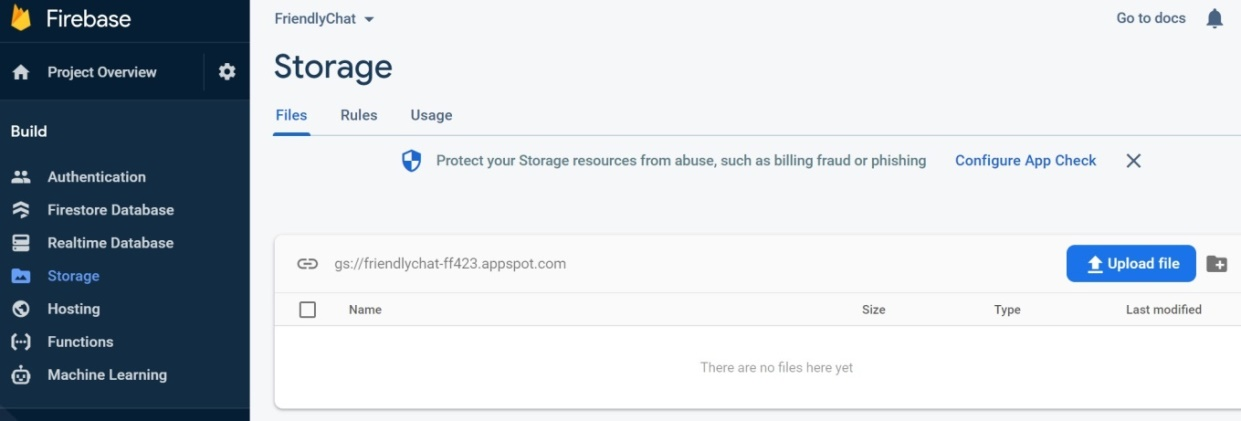 Firebase
Project Overview
Build
Authentication
Firestore Database
Realtime Database
Storage
Hosting
Functions
Machine Learning
FriendlyChat
Go to docs
Storage
Files Rules Usage
Protect your Storage resources from abuse, such as billing fraud or phishing Configure App Check
gs://friendlychat-ff423.appspot.com
Upload file
Name Size Type Last modified
There are no files here yet